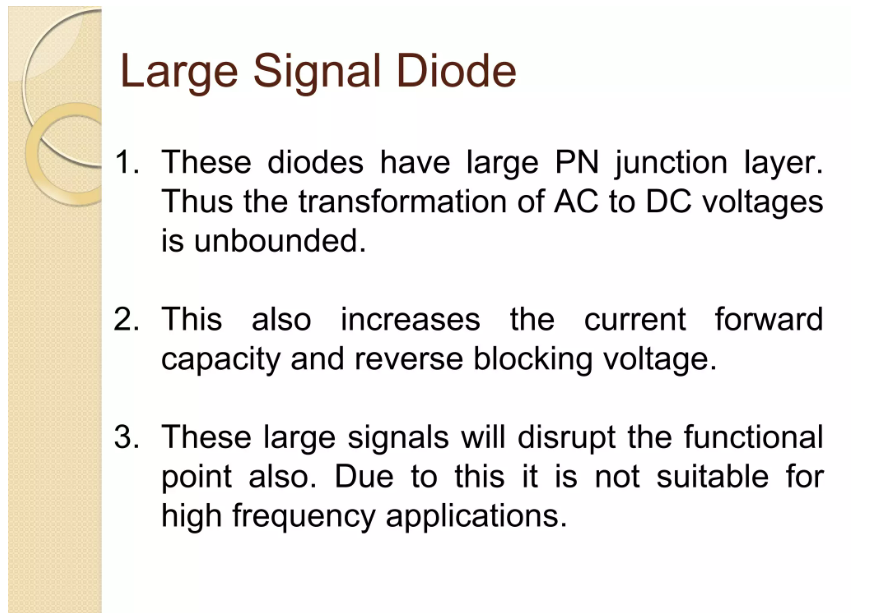 Large Signal Diode
1. These diodes have large PN junction layer.
Thus the transformation of AC to DC voltages
is unbounded.
2. This also increases the current forward
capacity and reverse blocking voltage.
3. These large signals will disrupt the functional
point also. Due to this it is not suitable for
high frequency applications.